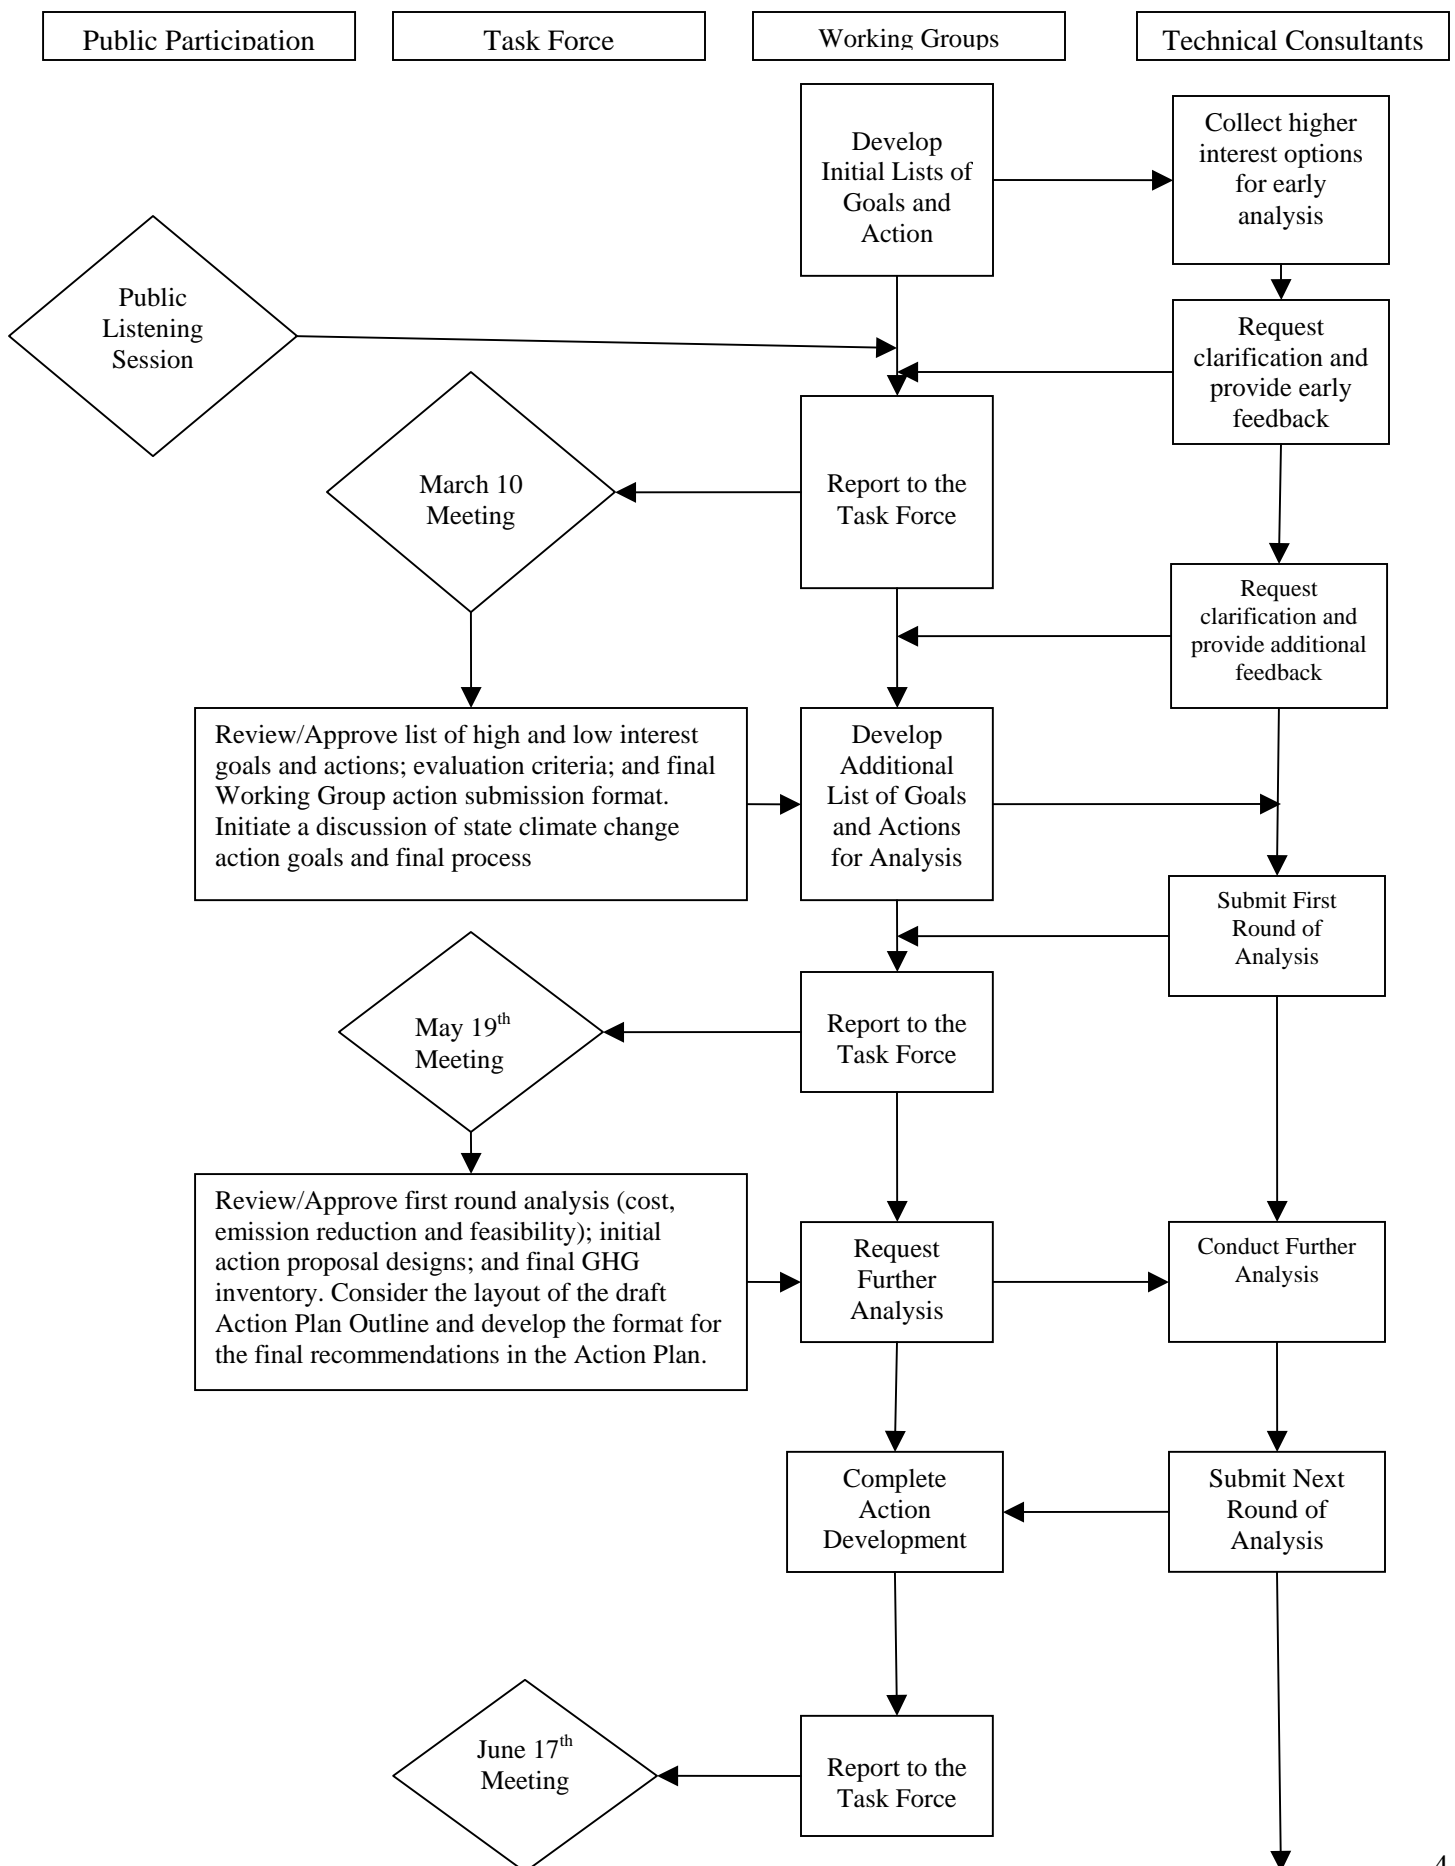 Public Participation
Task Force
Working Groups
Technical Consultants
Develop
Initial Lists of
Goals and
Action
Collect higher
interest options
for early
analysis
Public
Listening
Session
Request
clarification and
provide early
feedback
March 10
Meeting
Report to the
Task Force
Request
clarification and
provide additional
feedback
Review/Approve list of high and low interest
goals and actions; evaluation criteria; and final
Working Group action submission format.
Initiate a discussion of state climate change
action goals and final process
Develop
Additional
List of Goals
and Actions
for Analysis
Submit First
Round of
Analysis
May 19th
Meeting
Report to the
Task Force
Review/Approve first round analysis (cost,
emission reduction and feasibility); initial
action proposal designs; and final GHG
inventory. Consider the layout of the draft
Action Plan Outline and develop the format for
the final recommendations in the Action Plan.
Request
Further
Analysis
Conduct Further
Analysis
Complete
Action
Development
Submit Next
Round of
Analysis
June 17th
Meeting
Report to the
Task Force
4